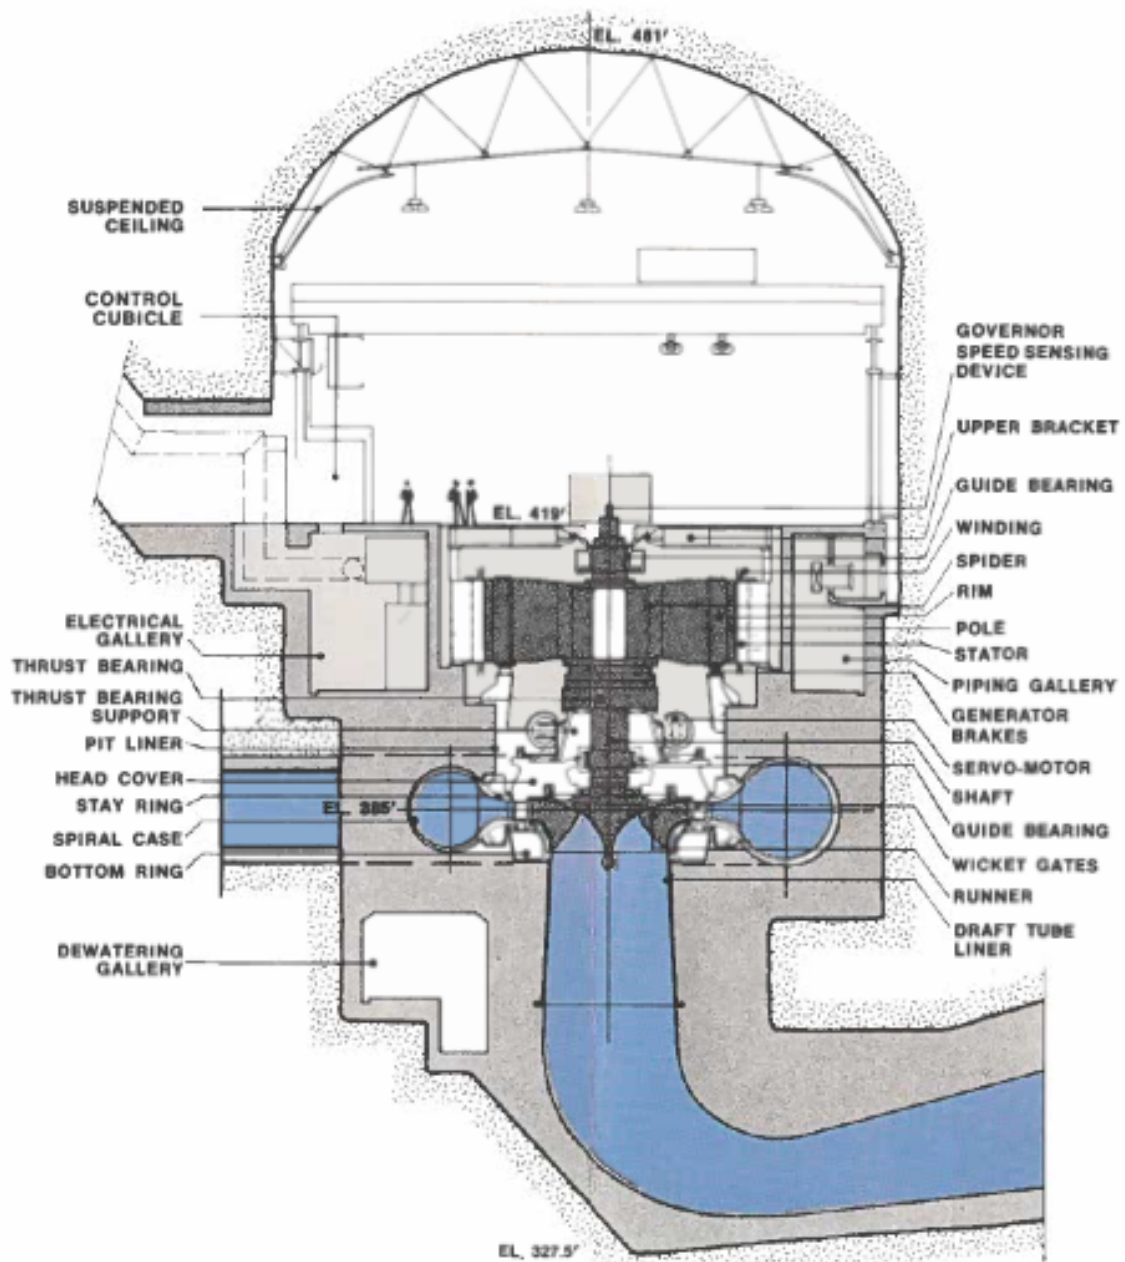 EL. 481'
SUSPENDED
CEILING
CONTROL
CUBICLE
EL. 419'
ELECTRICAL
GALLERY
THRUST BEARING
THRUST BEARING
SUPPORT
PIT LINER
HEAD COVER
STAY RING
EL. 385'
SPIRAL CASE
BOTTOM RING
DEWATERING
GALLERY
GOVERNOR
SPEED SENSING
DEVICE
UPPER BRACKET
GUIDE BEARING
WINDING
SPIDER
RIM
POLE
STATOR
PIPING GALLERY
GENERATOR
BRAKES
SERVO-MOTOR
SHAFT
GUIDE BEARING
WICKET GATES
RUNNER
DRAFT TUBE
LINER
EL. 327.5'